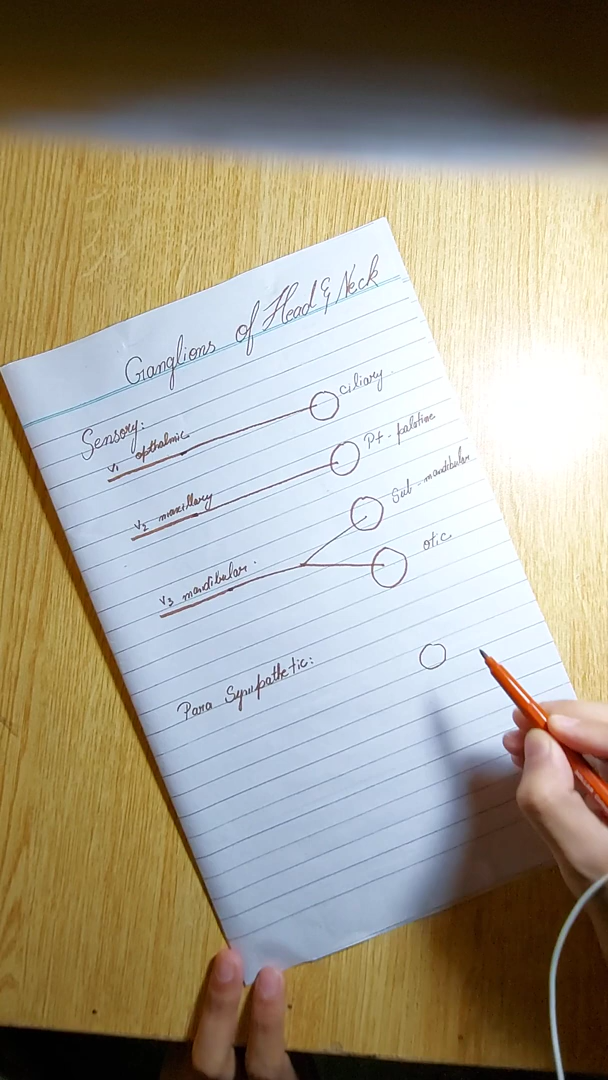 Ganglions of Head & Neck
Sensory:
V₁ opthalmic
ciliary
V₂ maxillary
Pt - palatine
V₃ mandibular.
Sub - mandibular
otic
Para Sympathetic: